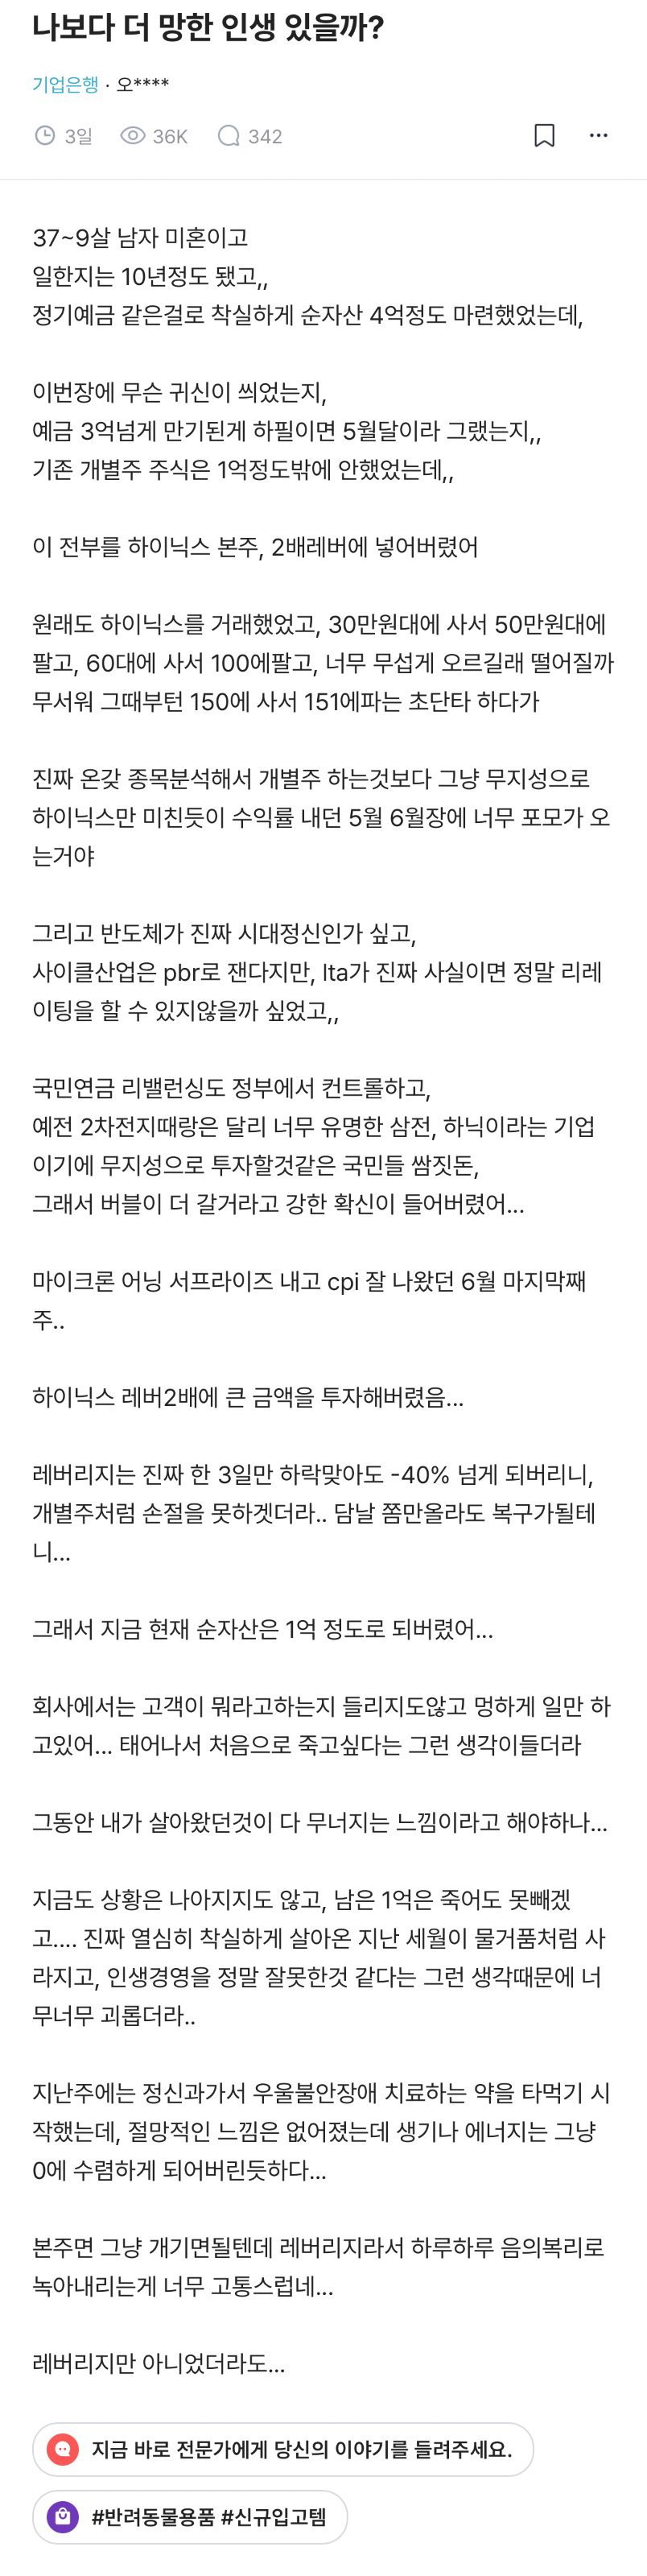 나보다 더 망한 인생 있을까?
기업은행 · 오****
3일 36K 342
37~9살 남자 미혼이고
일한지는 10년정도 됐고,,
정기예금 같은걸로 착실하게 순자산 4억정도 마련했었는데,
이번장에 무슨 귀신이 씌었는지,
예금 3억넘게 만기된게 하필이면 5월달이라 그랬는지,,
기존 개별주 주식은 1억정도밖에 안했었는데,,
이 전부를 하이닉스 본주, 2배레버에 넣어버렸어
원래도 하이닉스를 거래했었고, 30만원대에 사서 50만원대에
팔고, 60대에 사서 100에팔고, 너무 무섭게 오르길래 떨어질까
무서워 그때부턴 150에 사서 151에파는 초단타 하다가
진짜 온갖 종목분석해서 개별주 하는것보다 그냥 무지성으로
하이닉스만 미친듯이 수익률 내던 5월 6월장에 너무 포모가 오
는거야
그리고 반도체가 진짜 시대정신인가 싶고,
사이클산업은 pbr로 잰다지만, lta가 진짜 사실이면 정말 리레
이팅을 할 수 있지않을까 싶었고,,
국민연금 리밸런싱도 정부에서 컨트롤하고,
예전 2차전지때랑은 달리 너무 유명한 삼전, 하닉이라는 기업
이기에 무지성으로 투자할것같은 국민들 쌈짓돈,
그래서 버블이 더 갈거라고 강한 확신이 들어버렸어...
마이크론 어닝 서프라이즈 내고 cpi 잘 나왔던 6월 마지막째
주..
하이닉스 레버2배에 큰 금액을 투자해버렸음...
레버리지는 진짜 한 3일만 하락맞아도 -40% 넘게 되버리니,
개별주처럼 손절을 못하겟더라.. 담날 쫌만올라도 복구가될테
니...
그래서 지금 현재 순자산은 1억 정도로 되버렸어...
회사에서는 고객이 뭐라고하는지 들리지도않고 멍하게 일만 하
고있어... 태어나서 처음으로 죽고싶다는 그런 생각이들더라
그동안 내가 살아왔던것이 다 무너지는 느낌이라고 해야하나...
지금도 상황은 나아지지도 않고, 남은 1억은 죽어도 못빼겠
고.... 진짜 열심히 착실하게 살아온 지난 세월이 물거품처럼 사
라지고, 인생경영을 정말 잘못한것 같다는 그런 생각때문에 너
무너무 괴롭더라..
지난주에는 정신과가서 우울불안장애 치료하는 약을 타먹기 시
작했는데, 절망적인 느낌은 없어졌는데 생기나 에너지는 그냥
0에 수렴하게 되어버린듯하다...
본주면 그냥 개기면될텐데 레버리지라서 하루하루 음의복리로
녹아내리는게 너무 고통스럽네...
레버리지만 아니었더라도...
지금 바로 전문가에게 당신의 이야기를 들려주세요.
#반려동물용품 #신규입고템